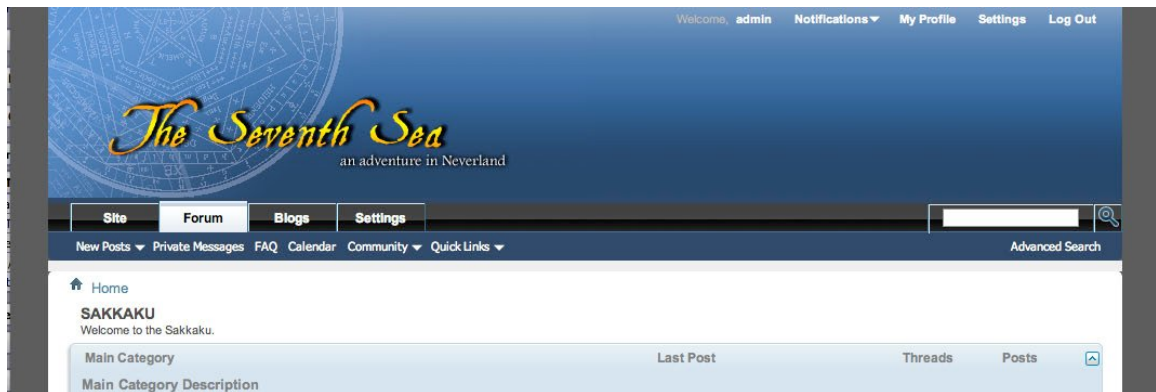 Welcome, admin Notifications My Profile Settings Log Out
The Seventh Sea
an adventure in Neverland
Site Forum Blogs Settings
New Posts Private Messages FAQ Calendar Community Quick Links Advanced Search
Home
SAKKAKU
Welcome to the Sakkaku.
Main Category Last Post Threads Posts
Main Category Description